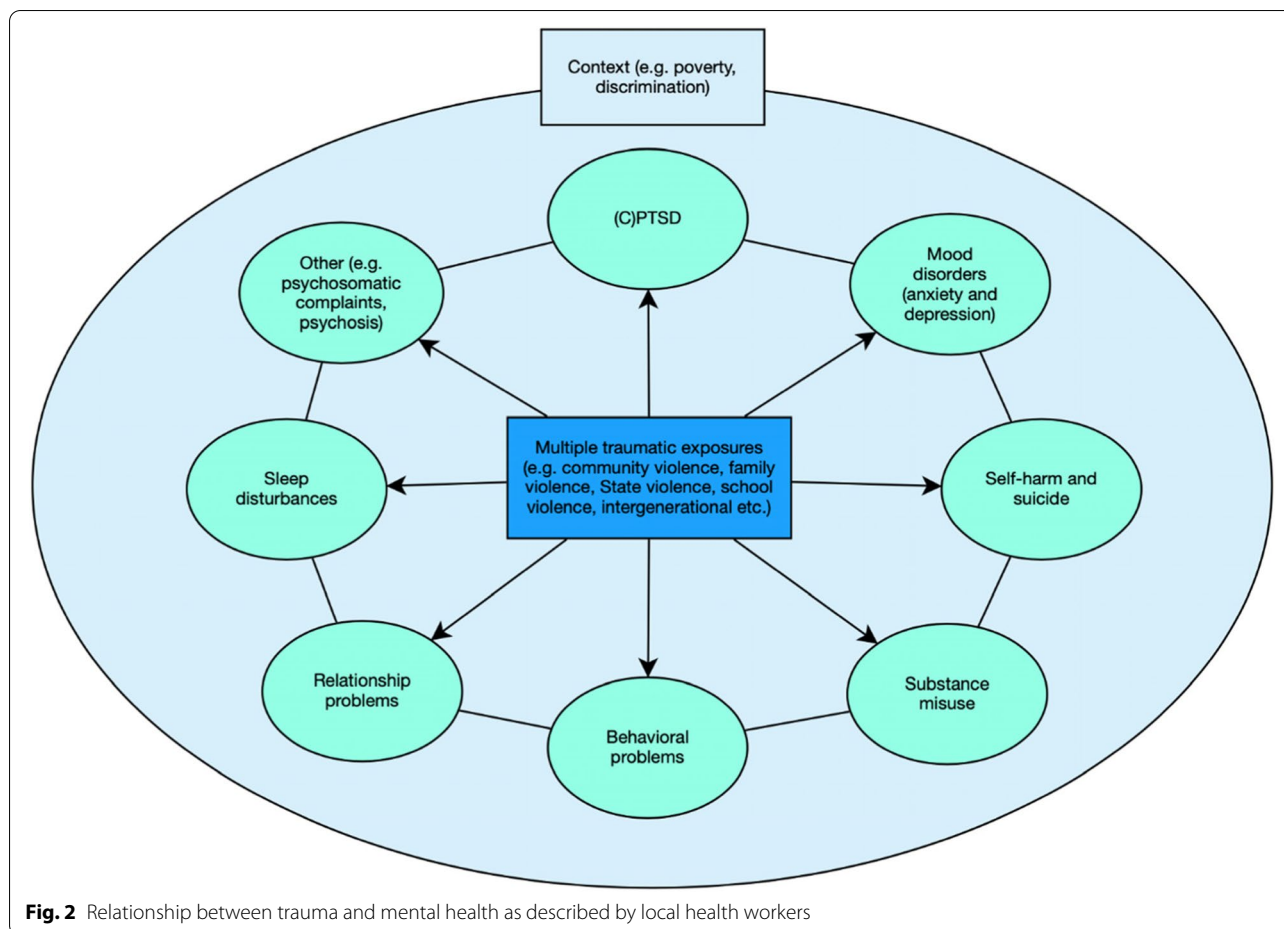 Context (e.g. poverty,
discrimination)
(C)PTSD
Other (e.g.
psychosomatic
complaints,
psychosis)
Mood
disorders
(anxiety and
depression)
Multiple traumatic exposures
(e.g. community violence, family
violence, State violence, school
violence, intergenerational etc.)
Sleep
disturbances
Self-harm and
suicide
Relationship
problems
Behavioral
problems
Substance
misuse
Fig. 2 Relationship between trauma and mental health as described by local health workers